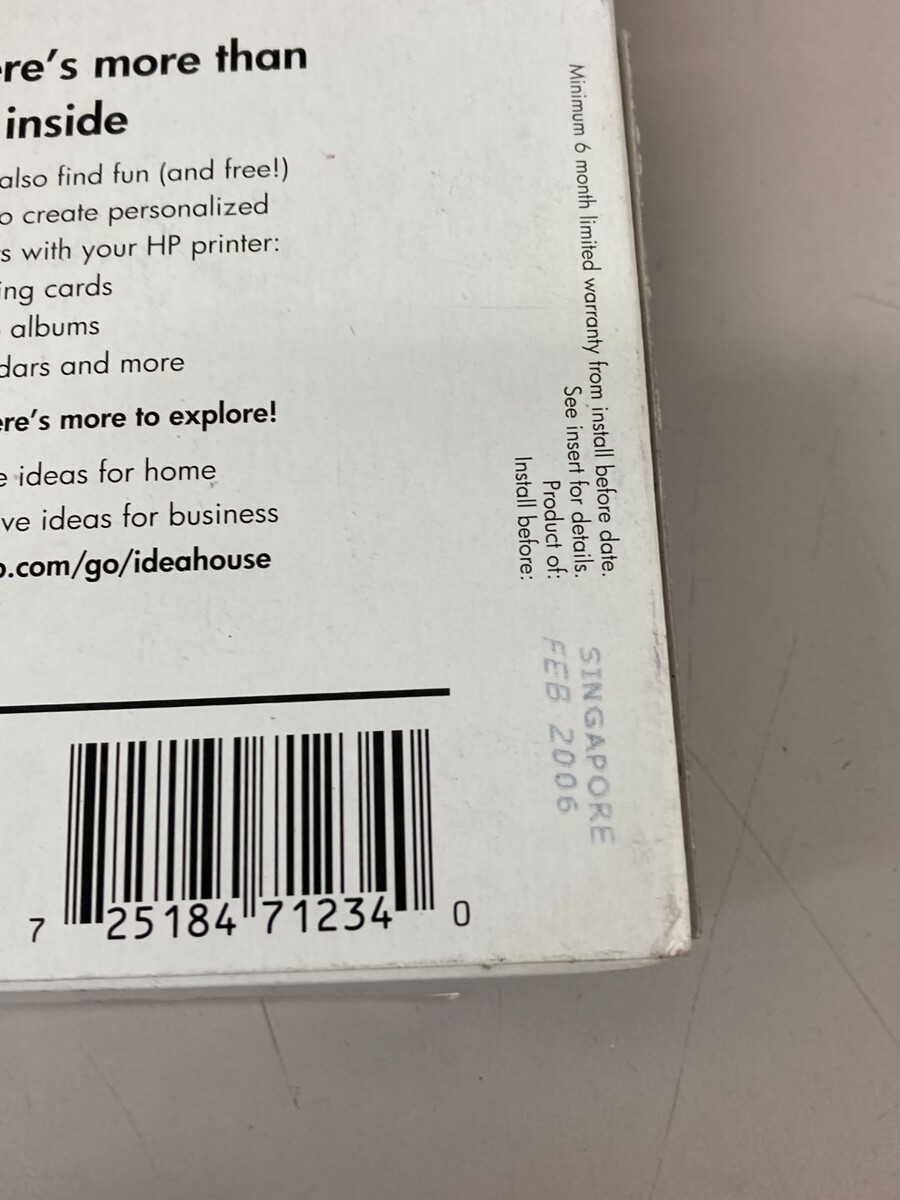 ere's more than
inside
also find fun (and free!)
o create personalized
s with your HP printer:
ing cards
albums
dars and more
ere's more to explore!
e ideas for home
ve ideas for business
p.com/go/ideahouse
7 25184 71234 0
Minimum 6 month limited warranty from install before date.
See insert for details.
Product of:
Install before:
SINGAPORE
FEB 2006